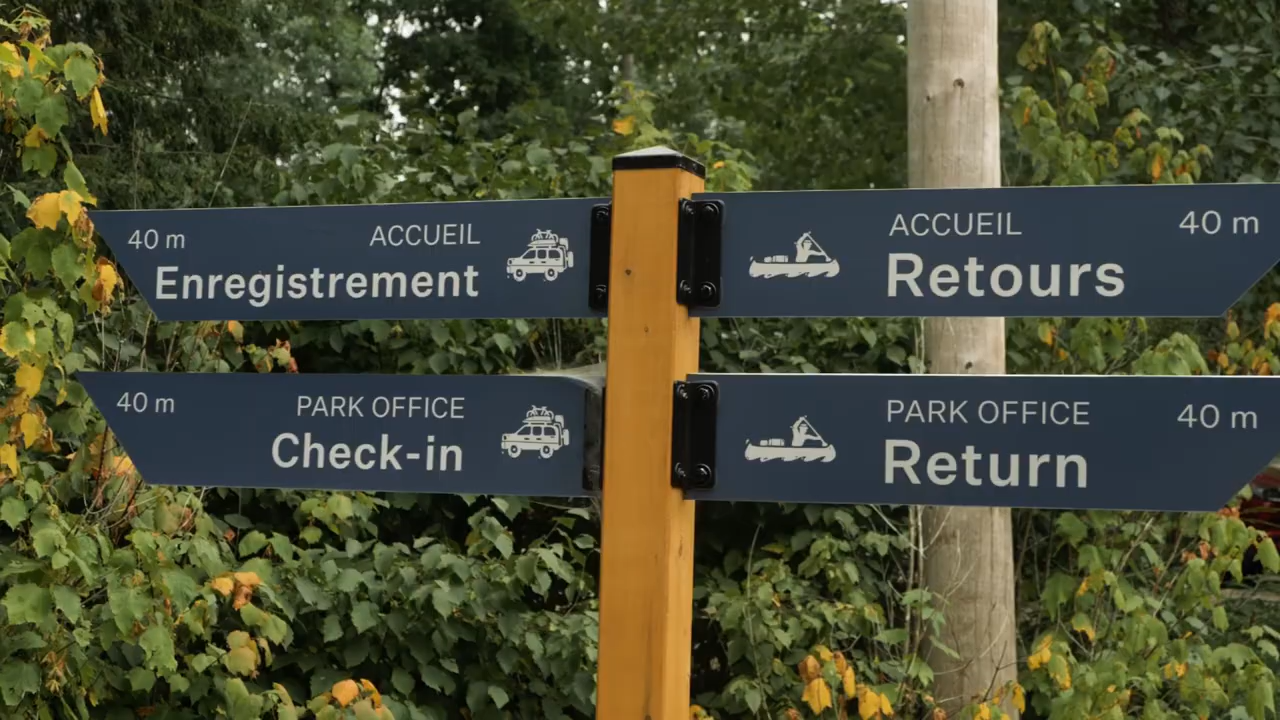 40 m
ACCUEIL
Enregistrement
ACCUEIL
40 m
Retours
40 m
PARK OFFICE
Check-in
PARK OFFICE
40 m
Return